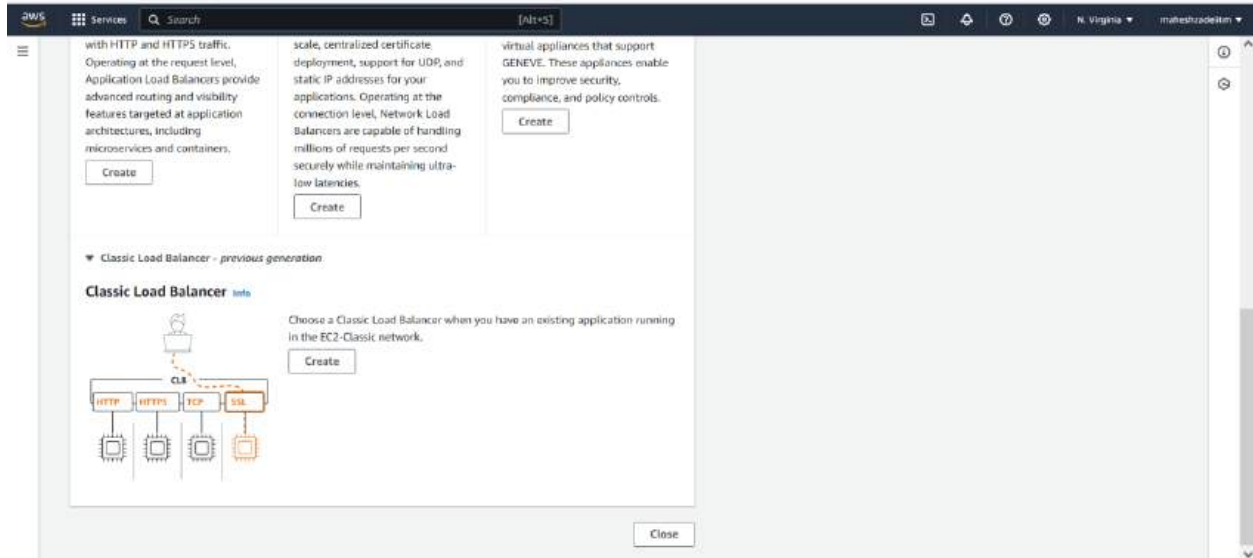 aws
Services
Search
[Alt+S]
N. Virginia
with HTTP and HTTPS traffic.
Operating at the request level,
Application Load Balancers provide
advanced routing and visibility
features targeted at application
architectures, including
microservices and containers.
Create
scale, centralized certificate
deployment, support for UDP, and
static IP addresses for your
applications. Operating at the
connection level, Network Load
Balancers are capable of handling
millions of requests per second
securely while maintaining ultra-
low latencies.
Create
virtual appliances that support
GENEVE. These appliances enable
you to improve security,
compliance, and policy controls.
Create
Classic Load Balancer - previous generation
Classic Load Balancer Info
Choose a Classic Load Balancer when you have an existing application running
in the EC2-Classic network.
Create
CLB
HTTP HTTPS TCP SSL
Close